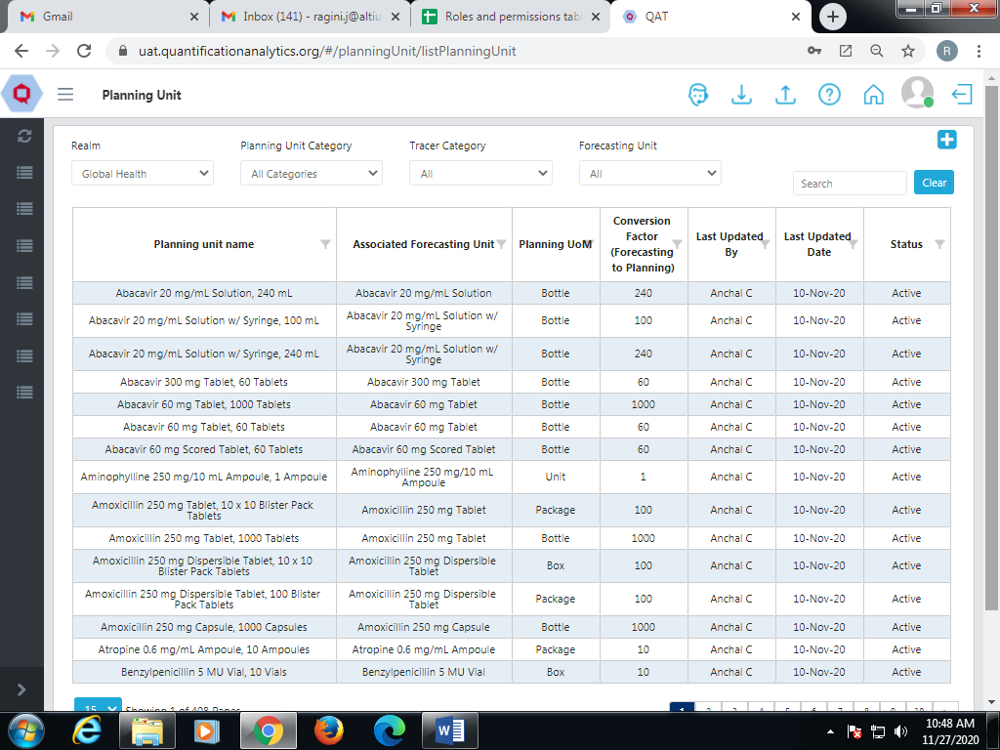 Gmail
Inbox (141) - ragini.j@altiu
Roles and permissions tabl
QAT
uat.quantificationanalytics.org/#/planningUnit/listPlanningUnit
R
Planning Unit
Realm
Planning Unit Category
Tracer Category
Forecasting Unit
Global Health
All Categories
All
All
Search
Clear
Planning unit name Associated Forecasting Unit Planning UoM Conversion Factor (Forecasting to Planning) Last Updated By Last Updated Date Status
Abacavir 20 mg/mL Solution, 240 mL Abacavir 20 mg/mL Solution Bottle 240 Anchal C 10-Nov-20 Active
Abacavir 20 mg/mL Solution w/ Syringe, 100 mL Abacavir 20 mg/mL Solution w/ Syringe Bottle 100 Anchal C 10-Nov-20 Active
Abacavir 20 mg/mL Solution w/ Syringe, 240 mL Abacavir 20 mg/mL Solution w/ Syringe Bottle 240 Anchal C 10-Nov-20 Active
Abacavir 300 mg Tablet, 60 Tablets Abacavir 300 mg Tablet Bottle 60 Anchal C 10-Nov-20 Active
Abacavir 60 mg Tablet, 1000 Tablets Abacavir 60 mg Tablet Bottle 1000 Anchal C 10-Nov-20 Active
Abacavir 60 mg Tablet, 60 Tablets Abacavir 60 mg Tablet Bottle 60 Anchal C 10-Nov-20 Active
Abacavir 60 mg Scored Tablet, 60 Tablets Abacavir 60 mg Scored Tablet Bottle 60 Anchal C 10-Nov-20 Active
Aminophylline 250 mg/10 mL Ampoule, 1 Ampoule Aminophylline 250 mg/10 mL Ampoule Unit 1 Anchal C 10-Nov-20 Active
Amoxicillin 250 mg Tablet, 10 x 10 Blister Pack Tablets Amoxicillin 250 mg Tablet Package 100 Anchal C 10-Nov-20 Active
Amoxicillin 250 mg Tablet, 1000 Tablets Amoxicillin 250 mg Tablet Bottle 1000 Anchal C 10-Nov-20 Active
Amoxicillin 250 mg Dispersible Tablet, 10 x 10 Blister Pack Tablets Amoxicillin 250 mg Dispersible Tablet Box 100 Anchal C 10-Nov-20 Active
Amoxicillin 250 mg Dispersible Tablet, 100 Blister Pack Tablets Amoxicillin 250 mg Dispersible Tablet Package 100 Anchal C 10-Nov-20 Active
Amoxicillin 250 mg Capsule, 1000 Capsules Amoxicillin 250 mg Capsule Bottle 1000 Anchal C 10-Nov-20 Active
Atropine 0.6 mg/mL Ampoule, 10 Ampoules Atropine 0.6 mg/mL Ampoule Package 10 Anchal C 10-Nov-20 Active
Benzylpenicillin 5 MU Vial, 10 Vials Benzylpenicillin 5 MU Vial Box 10 Anchal C 10-Nov-20 Active
15 Showing 1 of 408 Pages 1 2 3 4 5 6 7 8 9 10
10:48 AM
11/27/2020